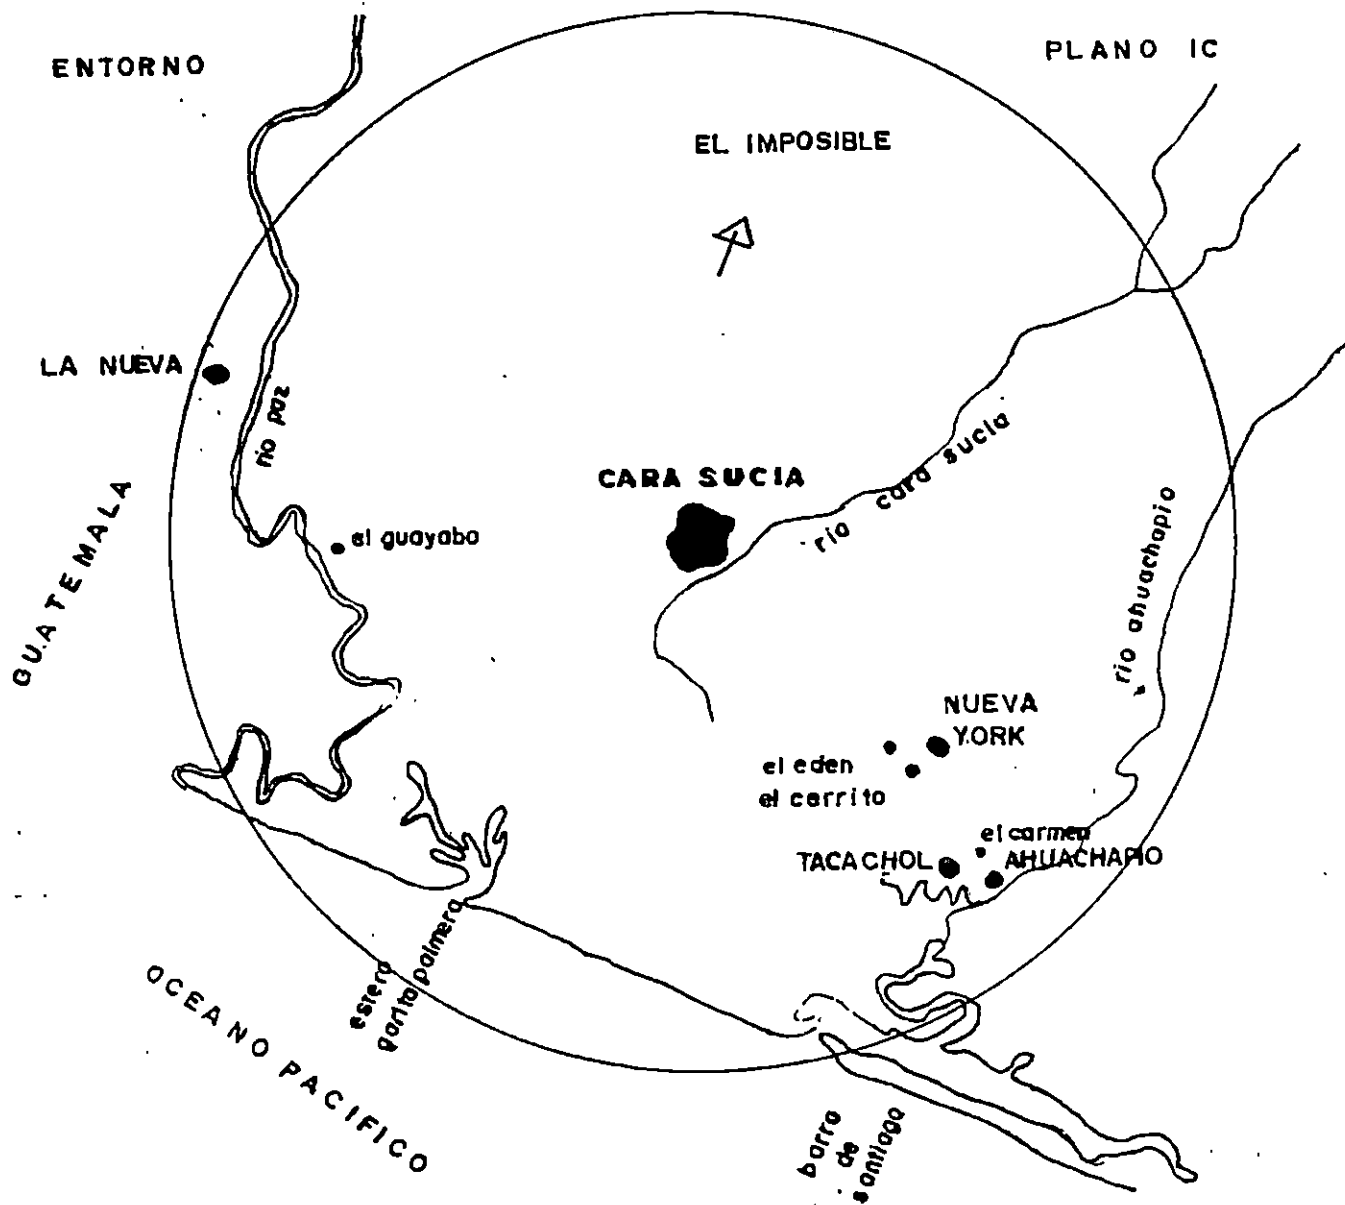 ENTORNO
PLANO IC
EL IMPOSIBLE
LA NUEVA
rio paz
CARA SUCIA
rio cara sucia
el guayabo
GUATEMALA
rio ahuachapio
NUEVA
YORK
el eden
el cerrito
el carmen
TACACHOL
AHUACHAPIO
estero
garita palmera
OCEANO PACIFICO
barra
de
santiago